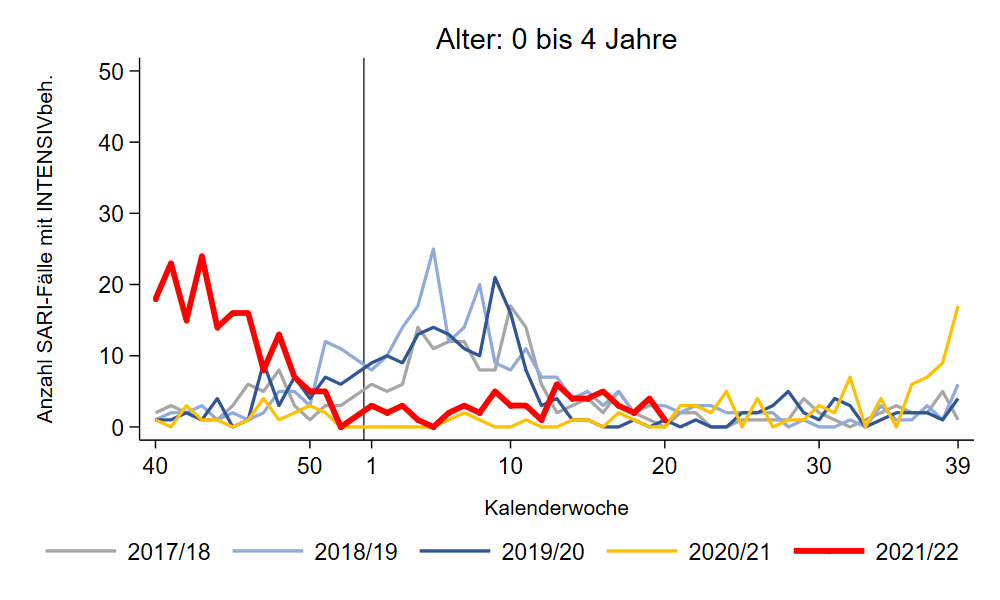 Alter: 0 bis 4 Jahre
Anzahl SARI-Fälle mit INTENSIVbeh.
50
40
30
20
10
0
40 50 1 10 20 30 39
Kalenderwoche
2017/18 2018/19 2019/20 2020/21 2021/22